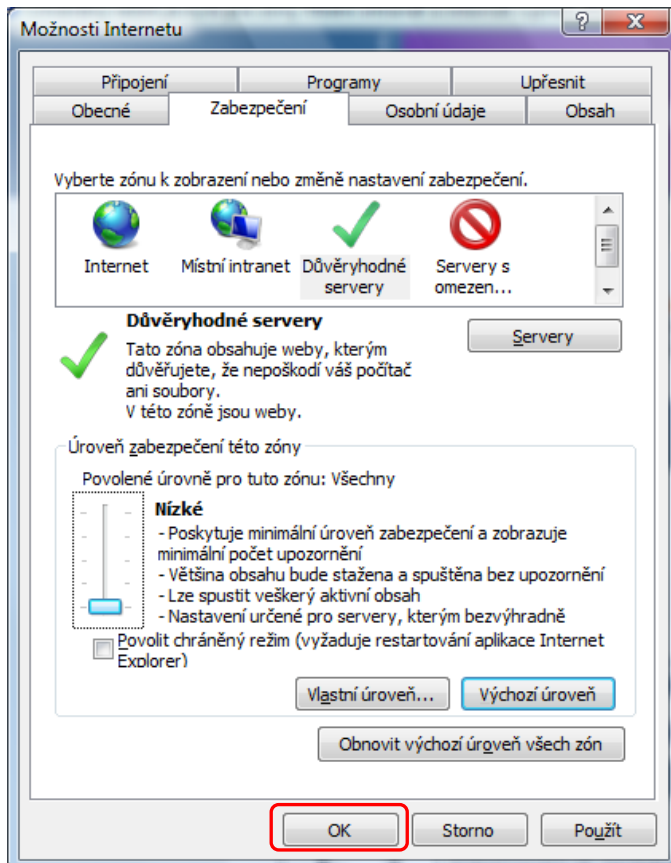 Možnosti Internetu
Připojení Programy Upřesnit
Obecné Zabezpečení Osobní údaje Obsah
Vyberte zónu k zobrazení nebo změně nastavení zabezpečení.
Internet Místní intranet Důvěryhodné servery Servery s omezen...
Důvěryhodné servery
Servery
Tato zóna obsahuje weby, kterým
důvěřujete, že nepoškodí váš počítač
ani soubory.
V této zóně jsou weby.
Úroveň zabezpečení této zóny
Povolené úrovně pro tuto zónu: Všechny
Nízké
- Poskytuje minimální úroveň zabezpečení a zobrazuje
minimální počet upozornění
- Většina obsahu bude stažena a spuštěna bez upozornění
- Lze spustit veškerý aktivní obsah
- Nastavení určené pro servery, kterým bezvýhradně
Povolit chráněný režim (vyžaduje restartování aplikace Internet
Explorer)
Vlastní úroveň... Výchozí úroveň
Obnovit výchozí úroveň všech zón
OK Storno Použít